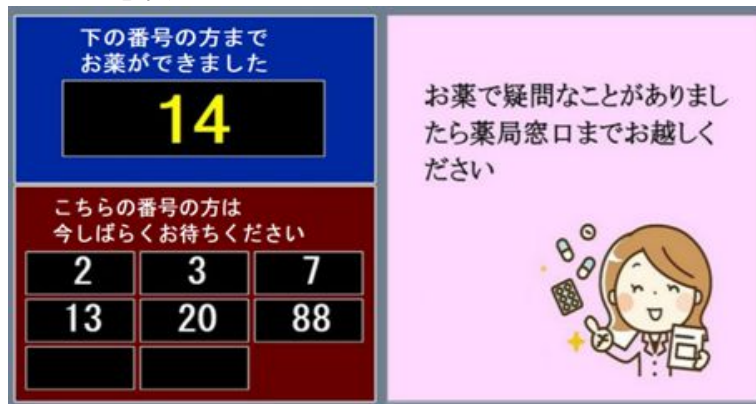 下の番号の方まで
お薬ができました
14
こちらの番号の方は
今しばらくお待ちください
2 3 7
13 20 88
お薬で疑問なことがありまし
たら薬局窓口までお越しく
ださい